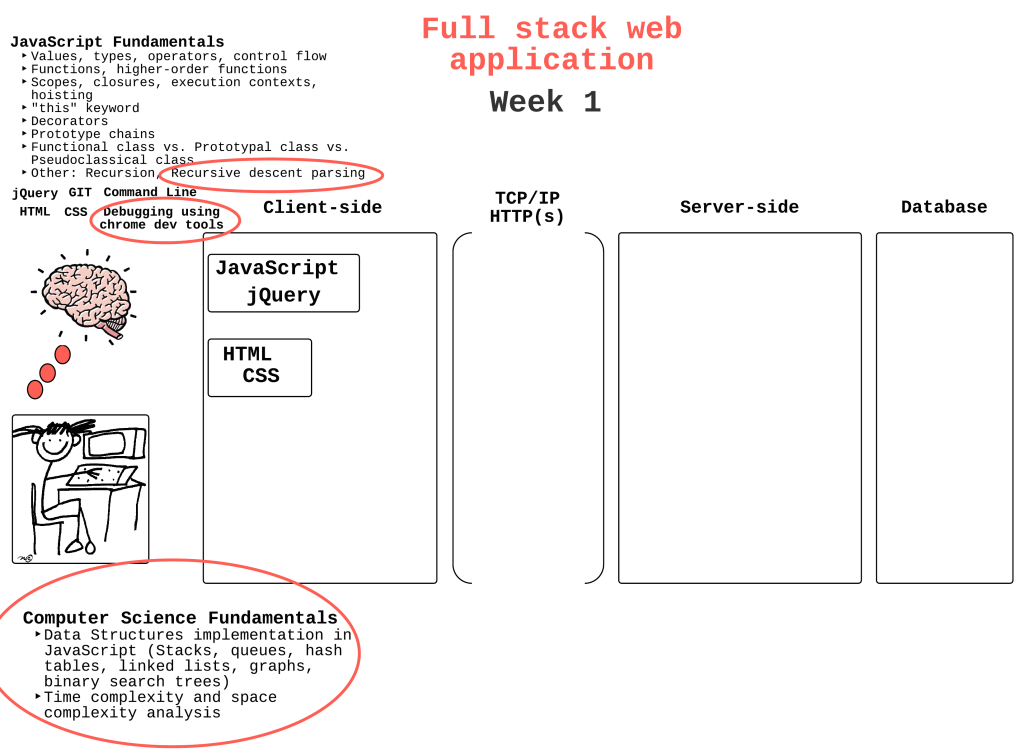 Full stack web
application
Week 1
JavaScript Fundamentals
‣Values, types, operators, control flow
‣Functions, higher-order functions
‣Scopes, closures, execution contexts,
hoisting
‣"this" keyword
‣Decorators
‣Prototype chains
‣Functional class vs. Prototypal class vs.
Pseudoclassical class
‣Other: Recursion, Recursive descent parsing
jQuery GIT Command Line
HTML CSS Debugging using
chrome dev tools
Client-side
TCP/IP
HTTP(s)
Server-side
Database
JavaScript
jQuery
HTML
CSS
Computer Science Fundamentals
‣Data Structures implementation in
JavaScript (Stacks, queues, hash
tables, linked lists, graphs,
binary search trees)
‣Time complexity and space
complexity analysis